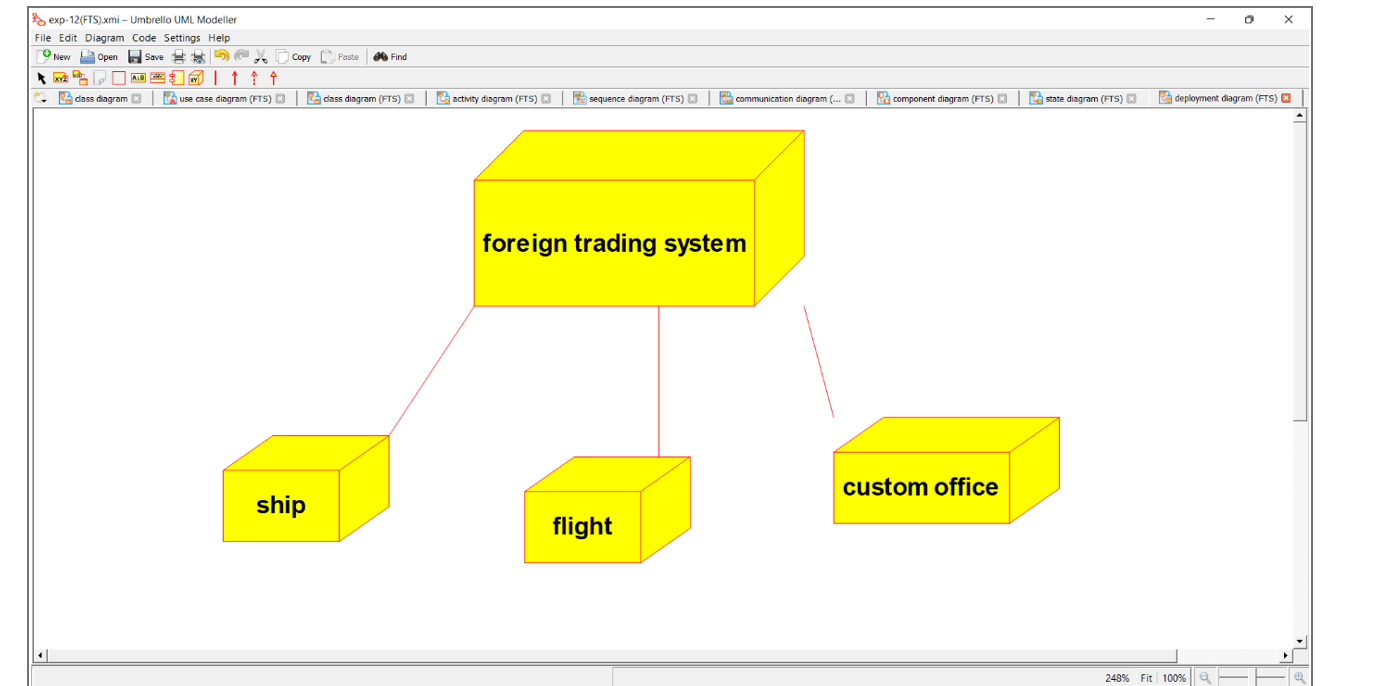 exp-12(FTS).xmi – Umbrello UML Modeller
File Edit Diagram Code Settings Help
New Open Save Copy Paste Find
class diagram use case diagram (FTS) class diagram (FTS) activity diagram (FTS) sequence diagram (FTS) communication diagram (... component diagram (FTS) state diagram (FTS) deployment diagram (FTS)
foreign trading system
ship
flight
custom office
248% Fit 100%